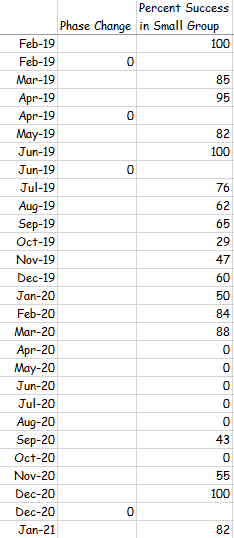 Percent Success
Phase Change in Small Group
Feb-19 100
Feb-19 0
Mar-19 85
Apr-19 95
Apr-19 0
May-19 82
Jun-19 100
Jun-19 0
Jul-19 76
Aug-19 62
Sep-19 65
Oct-19 29
Nov-19 47
Dec-19 60
Jan-20 50
Feb-20 84
Mar-20 88
Apr-20 0
May-20 0
Jun-20 0
Jul-20 0
Aug-20 0
Sep-20 43
Oct-20 0
Nov-20 55
Dec-20 100
Dec-20 0
Jan-21 82